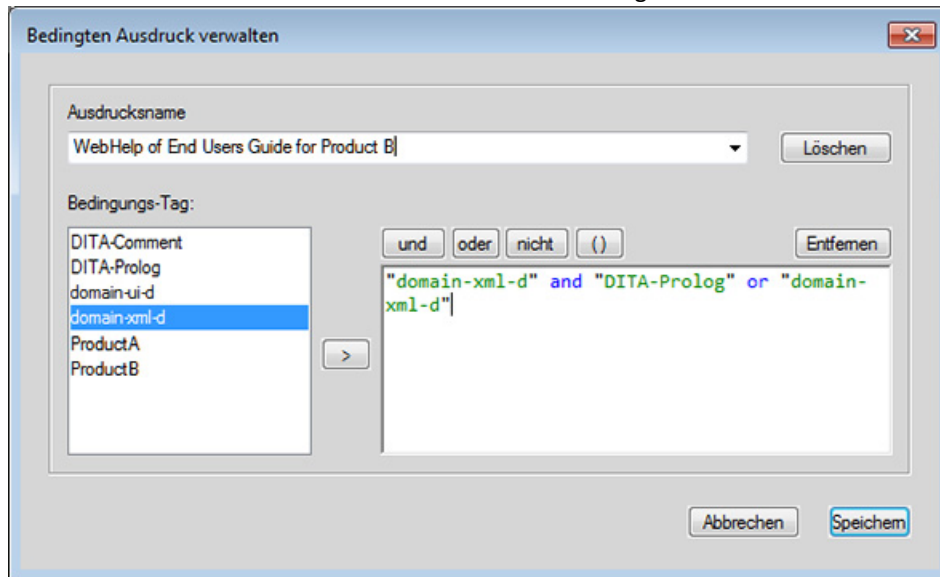 Bedingten Ausdruck verwalten
Ausdrucksname
WebHelp of End Users Guide for Product B
Löschen
Bedingungs-Tag:
DITA-Comment
DITA-Prolog
domain-ui-d
domain-xml-d
ProductA
ProductB
>
und oder nicht () Entfernen
"domain-xml-d" and "DITA-Prolog" or "domain-
xml-d"
Abbrechen Speichern